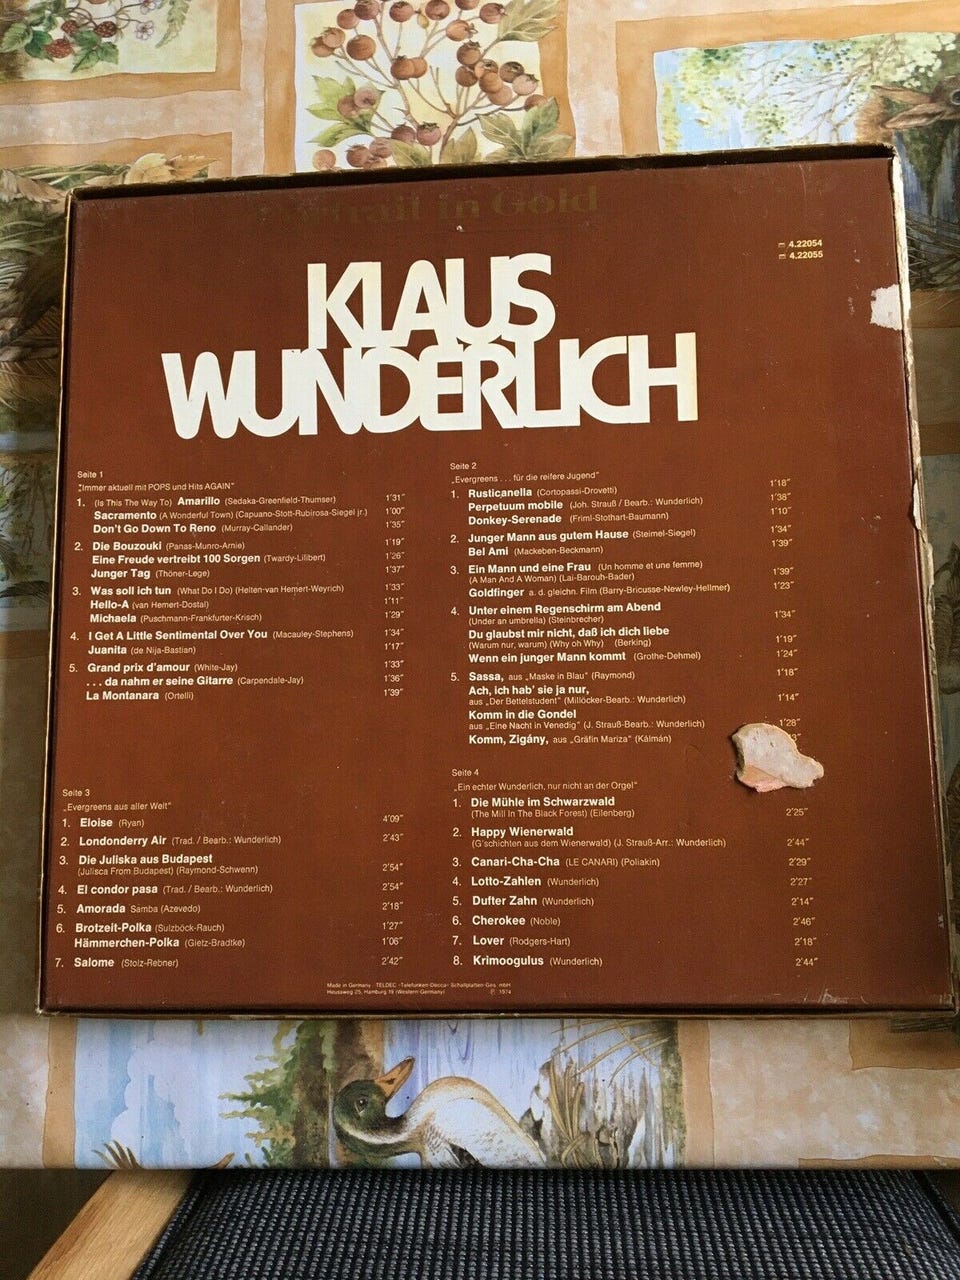 Portrait in Gold
4.22054
4.22055
KLAUS
WUNDERLICH
Seite 1
„Immer aktuell mit POPS und Hits AGAIN"
1. (Is This The Way To) Amarillo (Sedaka-Greenfield-Thumser) 1'31"
Sacramento (A Wonderful Town) (Capuano-Stott-Rubirosa-Siegel jr.) 1'00"
Don't Go Down To Reno (Murray-Callander) 1'35"
2. Die Bouzouki (Panas-Munro-Arnie) 1'19"
Eine Freude vertreibt 100 Sorgen (Twardy-Lilibert) 1'26"
Junger Tag (Thöner-Lege) 1'37"
3. Was soll ich tun (What Do I Do) (Helten-van Hemert-Weyrich) 1'33"
Hello-A (van Hemert-Dostal) 1'11"
Michaela (Puschmann-Frankfurter-Krisch) 1'29"
4. I Get A Little Sentimental Over You (Macauley-Stephens) 1'34"
Juanita (de Nija-Bastian) 1'17"
5. Grand prix d'amour (White-Jay) 1'33"
... da nahm er seine Gitarre (Carpendale-Jay) 1'36"
La Montanara (Ortelli) 1'39"
Seite 2
„Evergreens . . . für die reifere Jugend"
1. Rusticanella (Cortopassi-Drovetti) 1'18"
Perpetuum mobile (Joh. Strauß / Bearb.: Wunderlich) 1'38"
Donkey-Serenade (Friml-Stothart-Baumann) 1'10"
2. Junger Mann aus gutem Hause (Steimel-Siegel) 1'34"
Bel Ami (Mackeben-Beckmann) 1'39"
3. Ein Mann und eine Frau (Un homme et une femme)
(A Man And A Woman) (Lai-Barouh-Bader) 1'39"
Goldfinger a. d. gleichn. Film (Barry-Bricusse-Newley-Hellmer) 1'23"
4. Unter einem Regenschirm am Abend
(Under an umbrella) (Steinbrecher) 1'34"
Du glaubst mir nicht, daß ich dich liebe
(Warum nur, warum) (Why oh Why) (Berking) 1'19"
Wenn ein junger Mann kommt (Grothe-Dehmel) 1'24"
5. Sassa, aus „Maske in Blau" (Raymond) 1'18"
Ach, ich hab' sie ja nur,
aus „Der Bettelstudent" (Millöcker-Bearb.: Wunderlich) 1'14"
Komm in die Gondel
aus „Eine Nacht in Venedig" (J. Strauß-Bearb.: Wunderlich) 1'28"
Komm, Zigány, aus „Gräfin Mariza" (Kálmán)
Seite 3
„Evergreens aus aller Welt"
1. Eloise (Ryan) 4'09"
2. Londonderry Air (Trad. / Bearb.: Wunderlich) 2'43"
3. Die Juliska aus Budapest
(Julisca From Budapest) (Raymond-Schwenn) 2'54"
4. El condor pasa (Trad. / Bearb.: Wunderlich) 2'54"
5. Amorada Samba (Azevedo) 2'18"
6. Brotzeit-Polka (Sulzböck-Rauch) 1'27"
Hämmerchen-Polka (Gietz-Bradtke) 1'06"
7. Salome (Stolz-Rebner) 2'42"
Seite 4
„Ein echter Wunderlich, nur nicht an der Orgel"
1. Die Mühle im Schwarzwald
(The Mill In The Black Forest) (Eilenberg) 2'25"
2. Happy Wienerwald
(G'schichten aus dem Wienerwald) (J. Strauß-Arr.: Wunderlich) 2'44"
3. Canari-Cha-Cha (LE CANARI) (Poliakin) 2'29"
4. Lotto-Zahlen (Wunderlich) 2'27"
5. Dufter Zahn (Wunderlich) 2'14"
6. Cherokee (Noble) 2'46"
7. Lover (Rodgers-Hart) 2'18"
8. Krimoogulus (Wunderlich) 2'44"
Made in Germany · TELDEC »Telefunken-Decca« Schallplatten-Ges. mbH
Heussweg 25, Hamburg 19 (Western-Germany) ℗ 1974